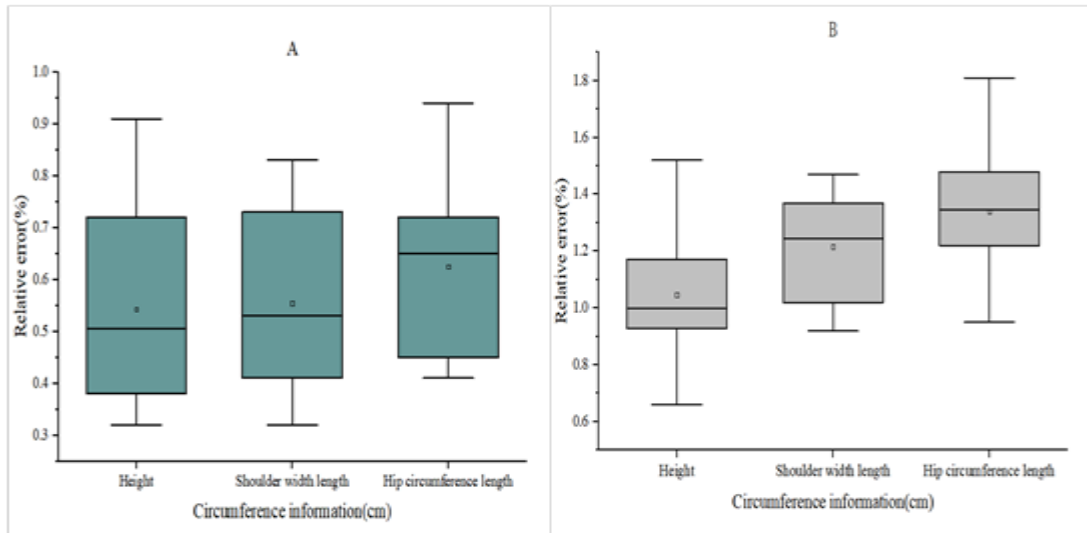 A
Relative error(%)
1.0
0.9
0.8
0.7
0.6
0.5
0.4
0.3
Height
Shoulder width length
Hip circumference length
Circumference information(cm)
B
Relative error(%)
1.8
1.6
1.4
1.2
1.0
0.8
0.6
Height
Shoulder width length
Hip circumference length
Circumference information(cm)